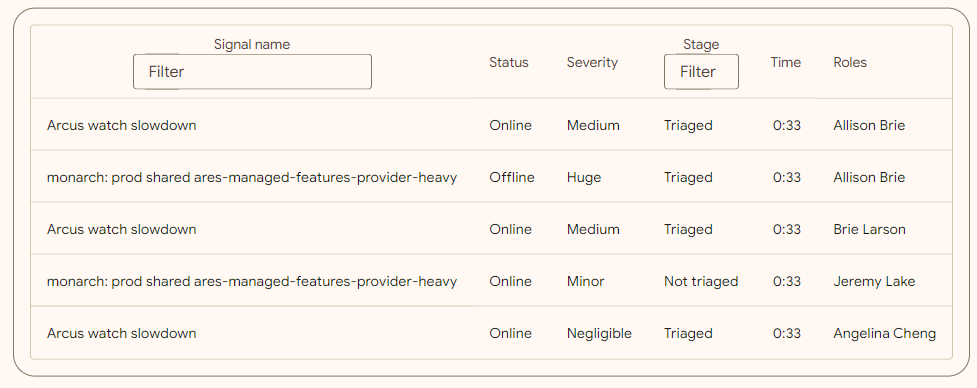 Signal name Status Severity Stage Time Roles
Filter Filter
Arcus watch slowdown Online Medium Triaged 0:33 Allison Brie
monarch: prod shared ares-managed-features-provider-heavy Offline Huge Triaged 0:33 Allison Brie
Arcus watch slowdown Online Medium Triaged 0:33 Brie Larson
monarch: prod shared ares-managed-features-provider-heavy Online Minor Not triaged 0:33 Jeremy Lake
Arcus watch slowdown Online Negligible Triaged 0:33 Angelina Cheng